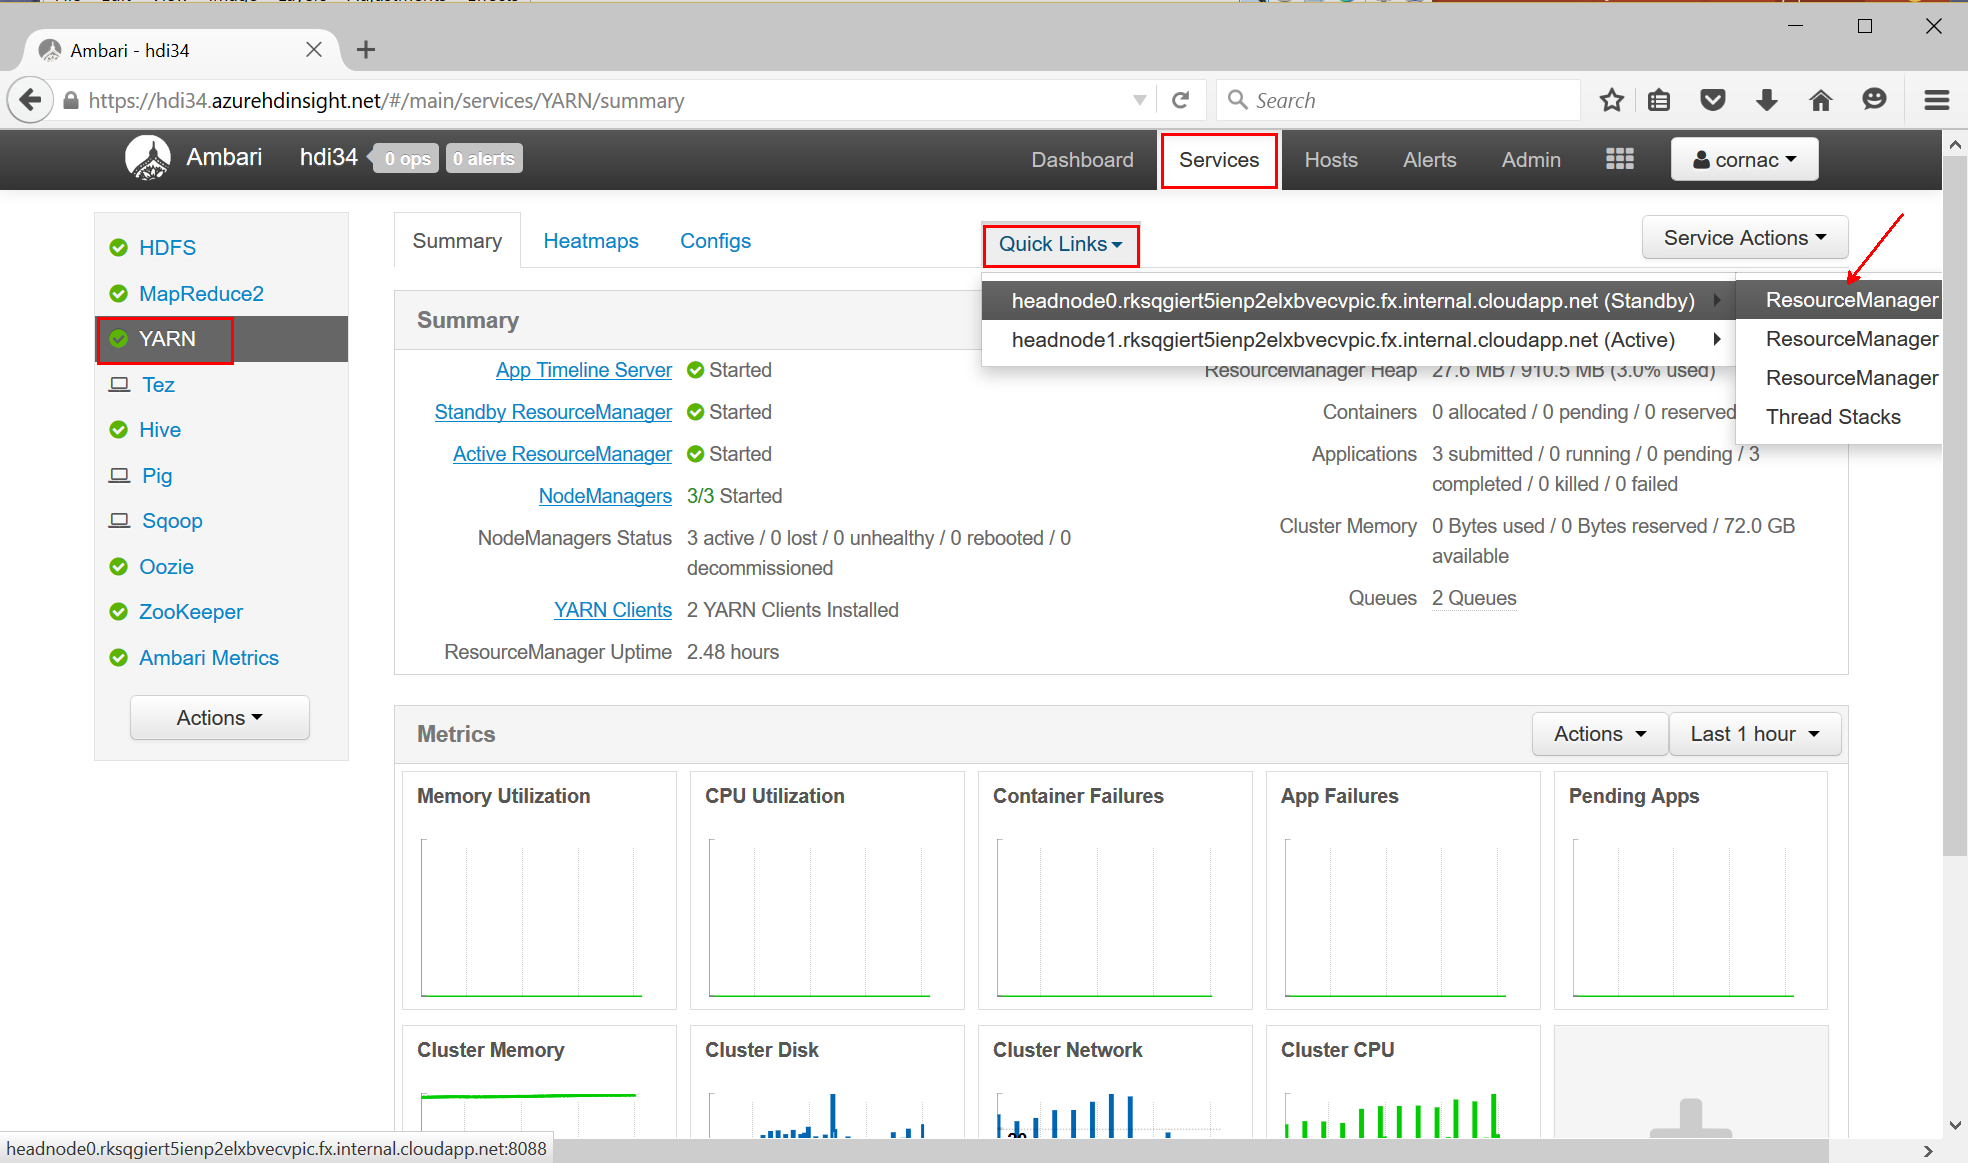 File Edit View Image Layers Adjustments Effects
Ambari - hdi34
https://hdi34.azurehdinsight.net/#/main/services/YARN/summary
Search
Ambari hdi34 0 ops 0 alerts Dashboard Services Hosts Alerts Admin cornac
HDFS
MapReduce2
YARN
Tez
Hive
Pig
Sqoop
Oozie
ZooKeeper
Ambari Metrics
Actions
Summary Heatmaps Configs Quick Links Service Actions
headnode0.rksqgiert5ienp2elxbvecvpic.fx.internal.cloudapp.net (Standby)
headnode1.rksqgiert5ienp2elxbvecvpic.fx.internal.cloudapp.net (Active)
ResourceManager
ResourceManager
ResourceManager
Thread Stacks
Summary
App Timeline Server Started
Standby ResourceManager Started
Active ResourceManager Started
NodeManagers 3/3 Started
NodeManagers Status 3 active / 0 lost / 0 unhealthy / 0 rebooted / 0
decommissioned
YARN Clients 2 YARN Clients Installed
ResourceManager Uptime 2.48 hours
ResourceManager Heap 27.6 MB / 910.5 MB (3.0% used)
Containers 0 allocated / 0 pending / 0 reserved
Applications 3 submitted / 0 running / 0 pending / 3
completed / 0 killed / 0 failed
Cluster Memory 0 Bytes used / 0 Bytes reserved / 72.0 GB
available
Queues 2 Queues
Metrics Actions Last 1 hour
Memory Utilization
CPU Utilization
Container Failures
App Failures
Pending Apps
Cluster Memory
Cluster Disk
Cluster Network
Cluster CPU
headnode0.rksqgiert5ienp2elxbvecvpic.fx.internal.cloudapp.net:8088